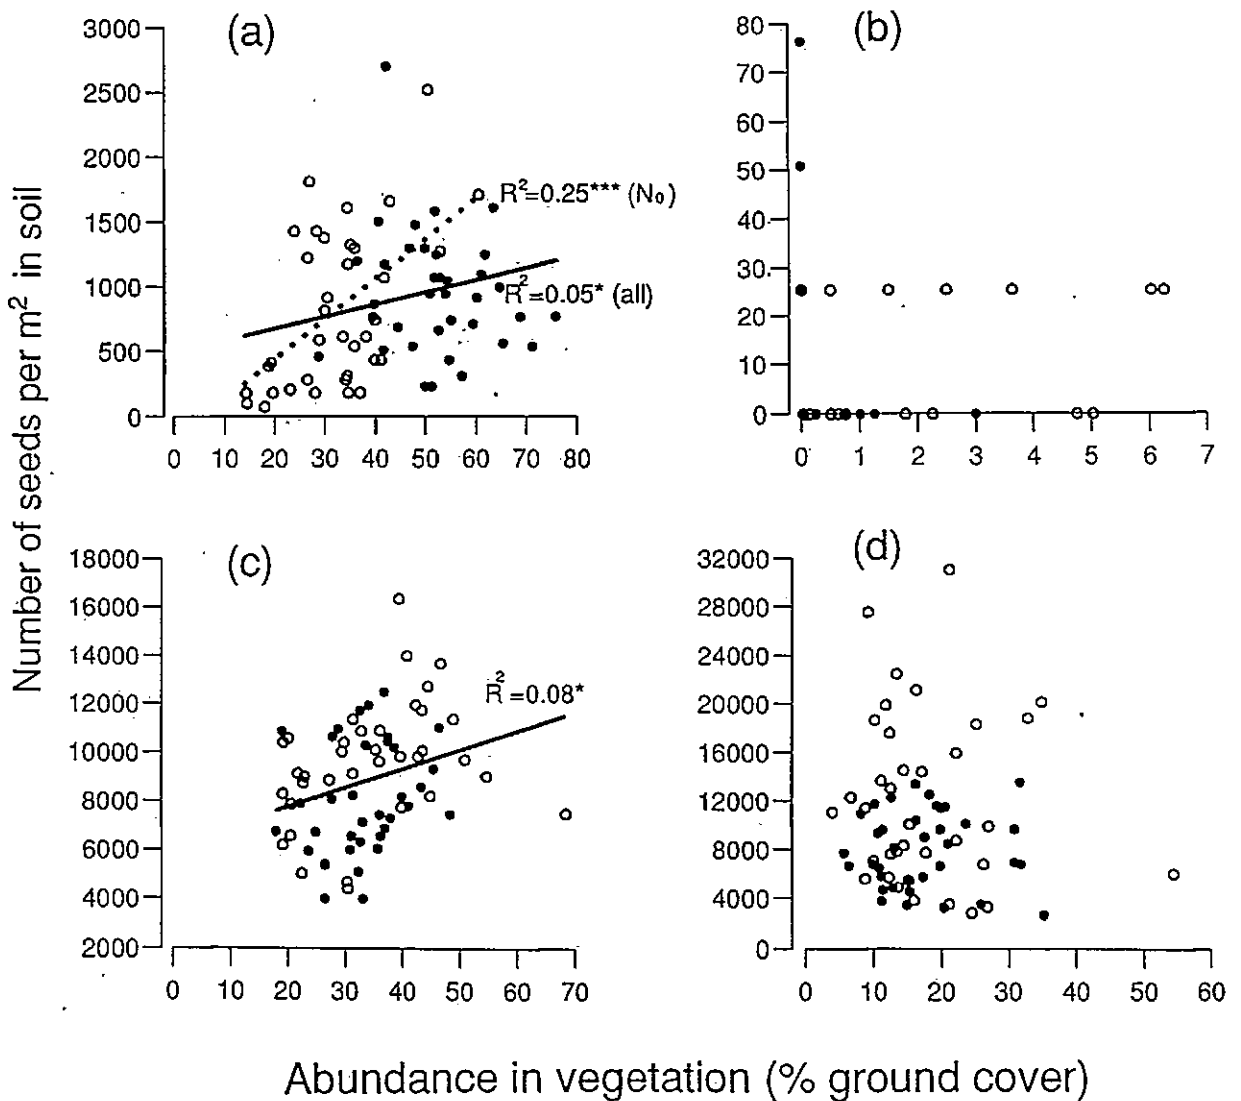 Number of seeds per m² in soil
(a)
3000
2500
2000
1500
1000
500
0
0 10 20 30 40 50 60 70 80
R²=0.25*** (N₀)
R²=0.05* (all)
(b)
80
70
60
50
40
30
20
10
0
0 1 2 3 4 5 6 7
(c)
18000
16000
14000
12000
10000
8000
6000
4000
2000
0 10 20 30 40 50 60 70
R²=0.08*
(d)
32000
28000
24000
20000
16000
12000
8000
4000
0
0 10 20 30 40 50 60
Abundance in vegetation (% ground cover)